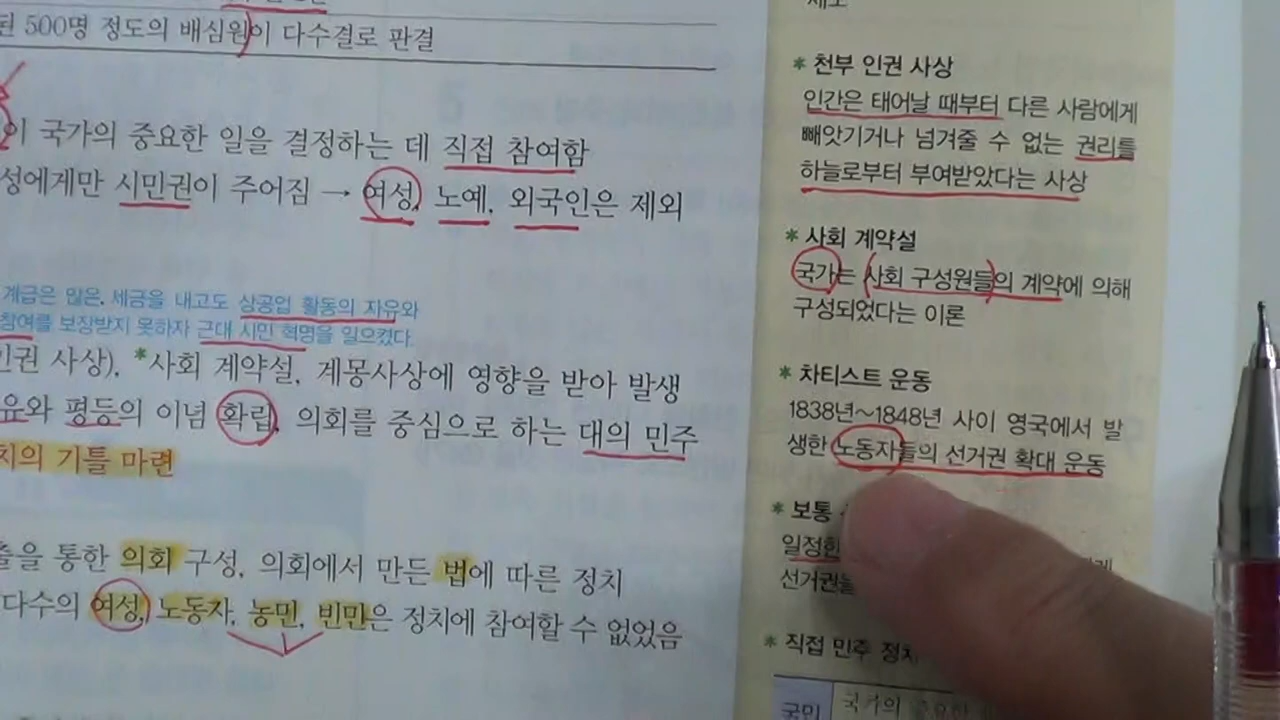 된 500명 정도의 배심원이 다수결로 판결
이 국가의 중요한 일을 결정하는 데 직접 참여함
성에게만 시민권이 주어짐 → 여성, 노예, 외국인은 제외
계급은 많은 세금을 내고도 상공업 활동의 자유와
참여를 보장받지 못하자 근대 시민 혁명을 일으켰다.
인권 사상), *사회 계약설, 계몽사상에 영향을 받아 발생
유와 평등의 이념 확립, 의회를 중심으로 하는 대의 민주
치의 기틀 마련
출을 통한 의회 구성, 의회에서 만든 법에 따른 정치
다수의 여성, 노동자, 농민, 빈민은 정치에 참여할 수 없었음
제도
* 천부 인권 사상
인간은 태어날 때부터 다른 사람에게
빼앗기거나 넘겨줄 수 없는 권리를
하늘로부터 부여받았다는 사상
* 사회 계약설
국가는 사회 구성원들의 계약에 의해
구성되었다는 이론
* 차티스트 운동
1838년~1848년 사이 영국에서 발
생한 노동자들의 선거권 확대 운동
* 보통
일정한
선거권을
* 직접 민주 정치
국민
국가의 중요한